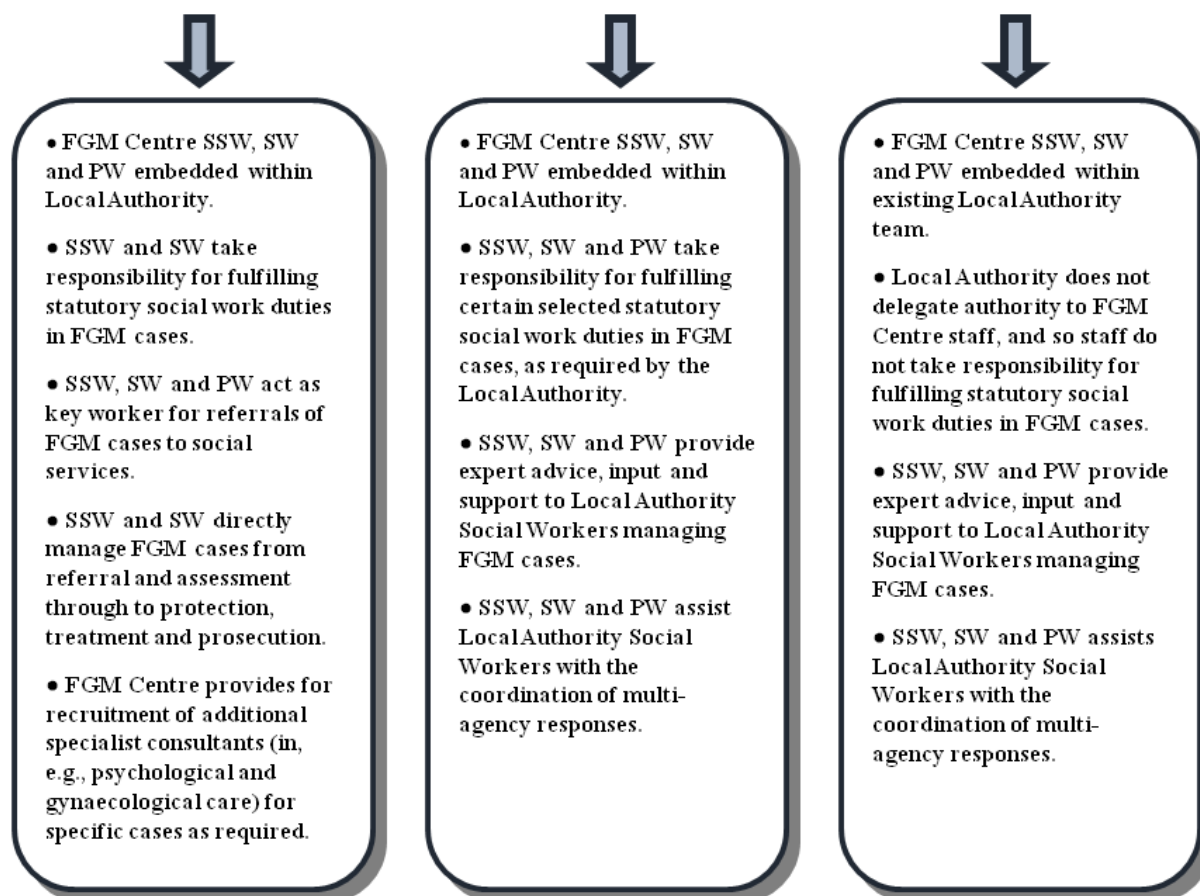 • FGM Centre SSW, SW
and PW embedded within
Local Authority.
• SSW and SW take
responsibility for fulfilling
statutory social work duties
in FGM cases.
• SSW, SW and PW act as
key worker for referrals of
FGM cases to social
services.
• SSW and SW directly
manage FGM cases from
referral and assessment
through to protection,
treatment and prosecution.
• FGM Centre provides for
recruitment of additional
specialist consultants (in,
e.g., psychological and
gynaecological care) for
specific cases as required.
• FGM Centre SSW, SW
and PW embedded within
Local Authority.
• SSW, SW and PW take
responsibility for fulfilling
certain selected statutory
social work duties in FGM
cases, as required by the
Local Authority.
• SSW, SW and PW provide
expert advice, input and
support to Local Authority
Social Workers managing
FGM cases.
• SSW, SW and PW assist
Local Authority Social
Workers with the
coordination of multi-
agency responses.
• FGM Centre SSW, SW
and PW embedded within
existing Local Authority
team.
• Local Authority does not
delegate authority to FGM
Centre staff, and so staff do
not take responsibility for
fulfilling statutory social
work duties in FGM cases.
• SSW, SW and PW provide
expert advice, input and
support to Local Authority
Social Workers managing
FGM cases.
• SSW, SW and PW assists
Local Authority Social
Workers with the
coordination of multi-
agency responses.